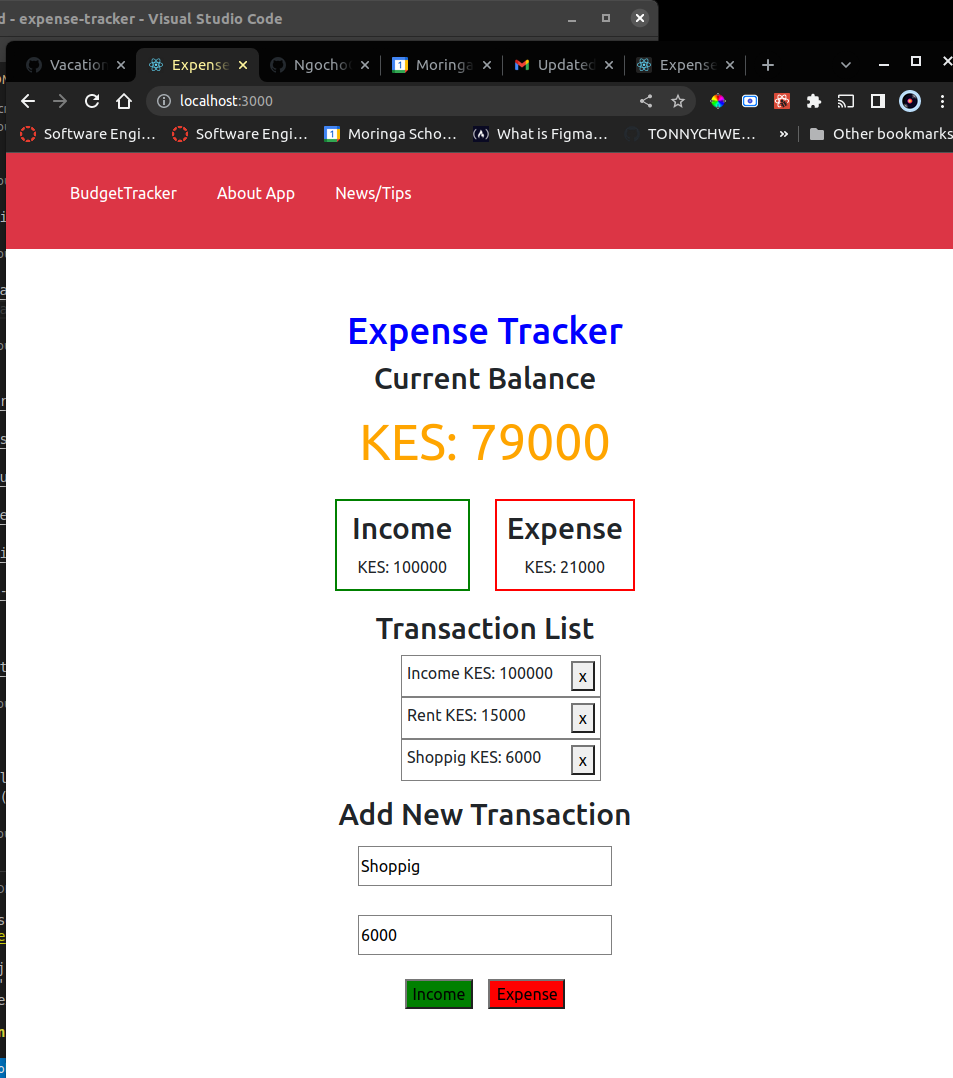 d - expense-tracker - Visual Studio Code
Vacation Expense Ngocho Moringa Updated Expense
localhost:3000
Software Engi… Software Engi… Moringa Scho… What is Figma… TONNYCHWE… » Other bookmarks
BudgetTracker About App News/Tips
Expense Tracker
Current Balance
KES: 79000
Income Expense
KES: 100000 KES: 21000
Transaction List
Income KES: 100000 x
Rent KES: 15000 x
Shoppig KES: 6000 x
Add New Transaction
Shoppig
6000
Income Expense